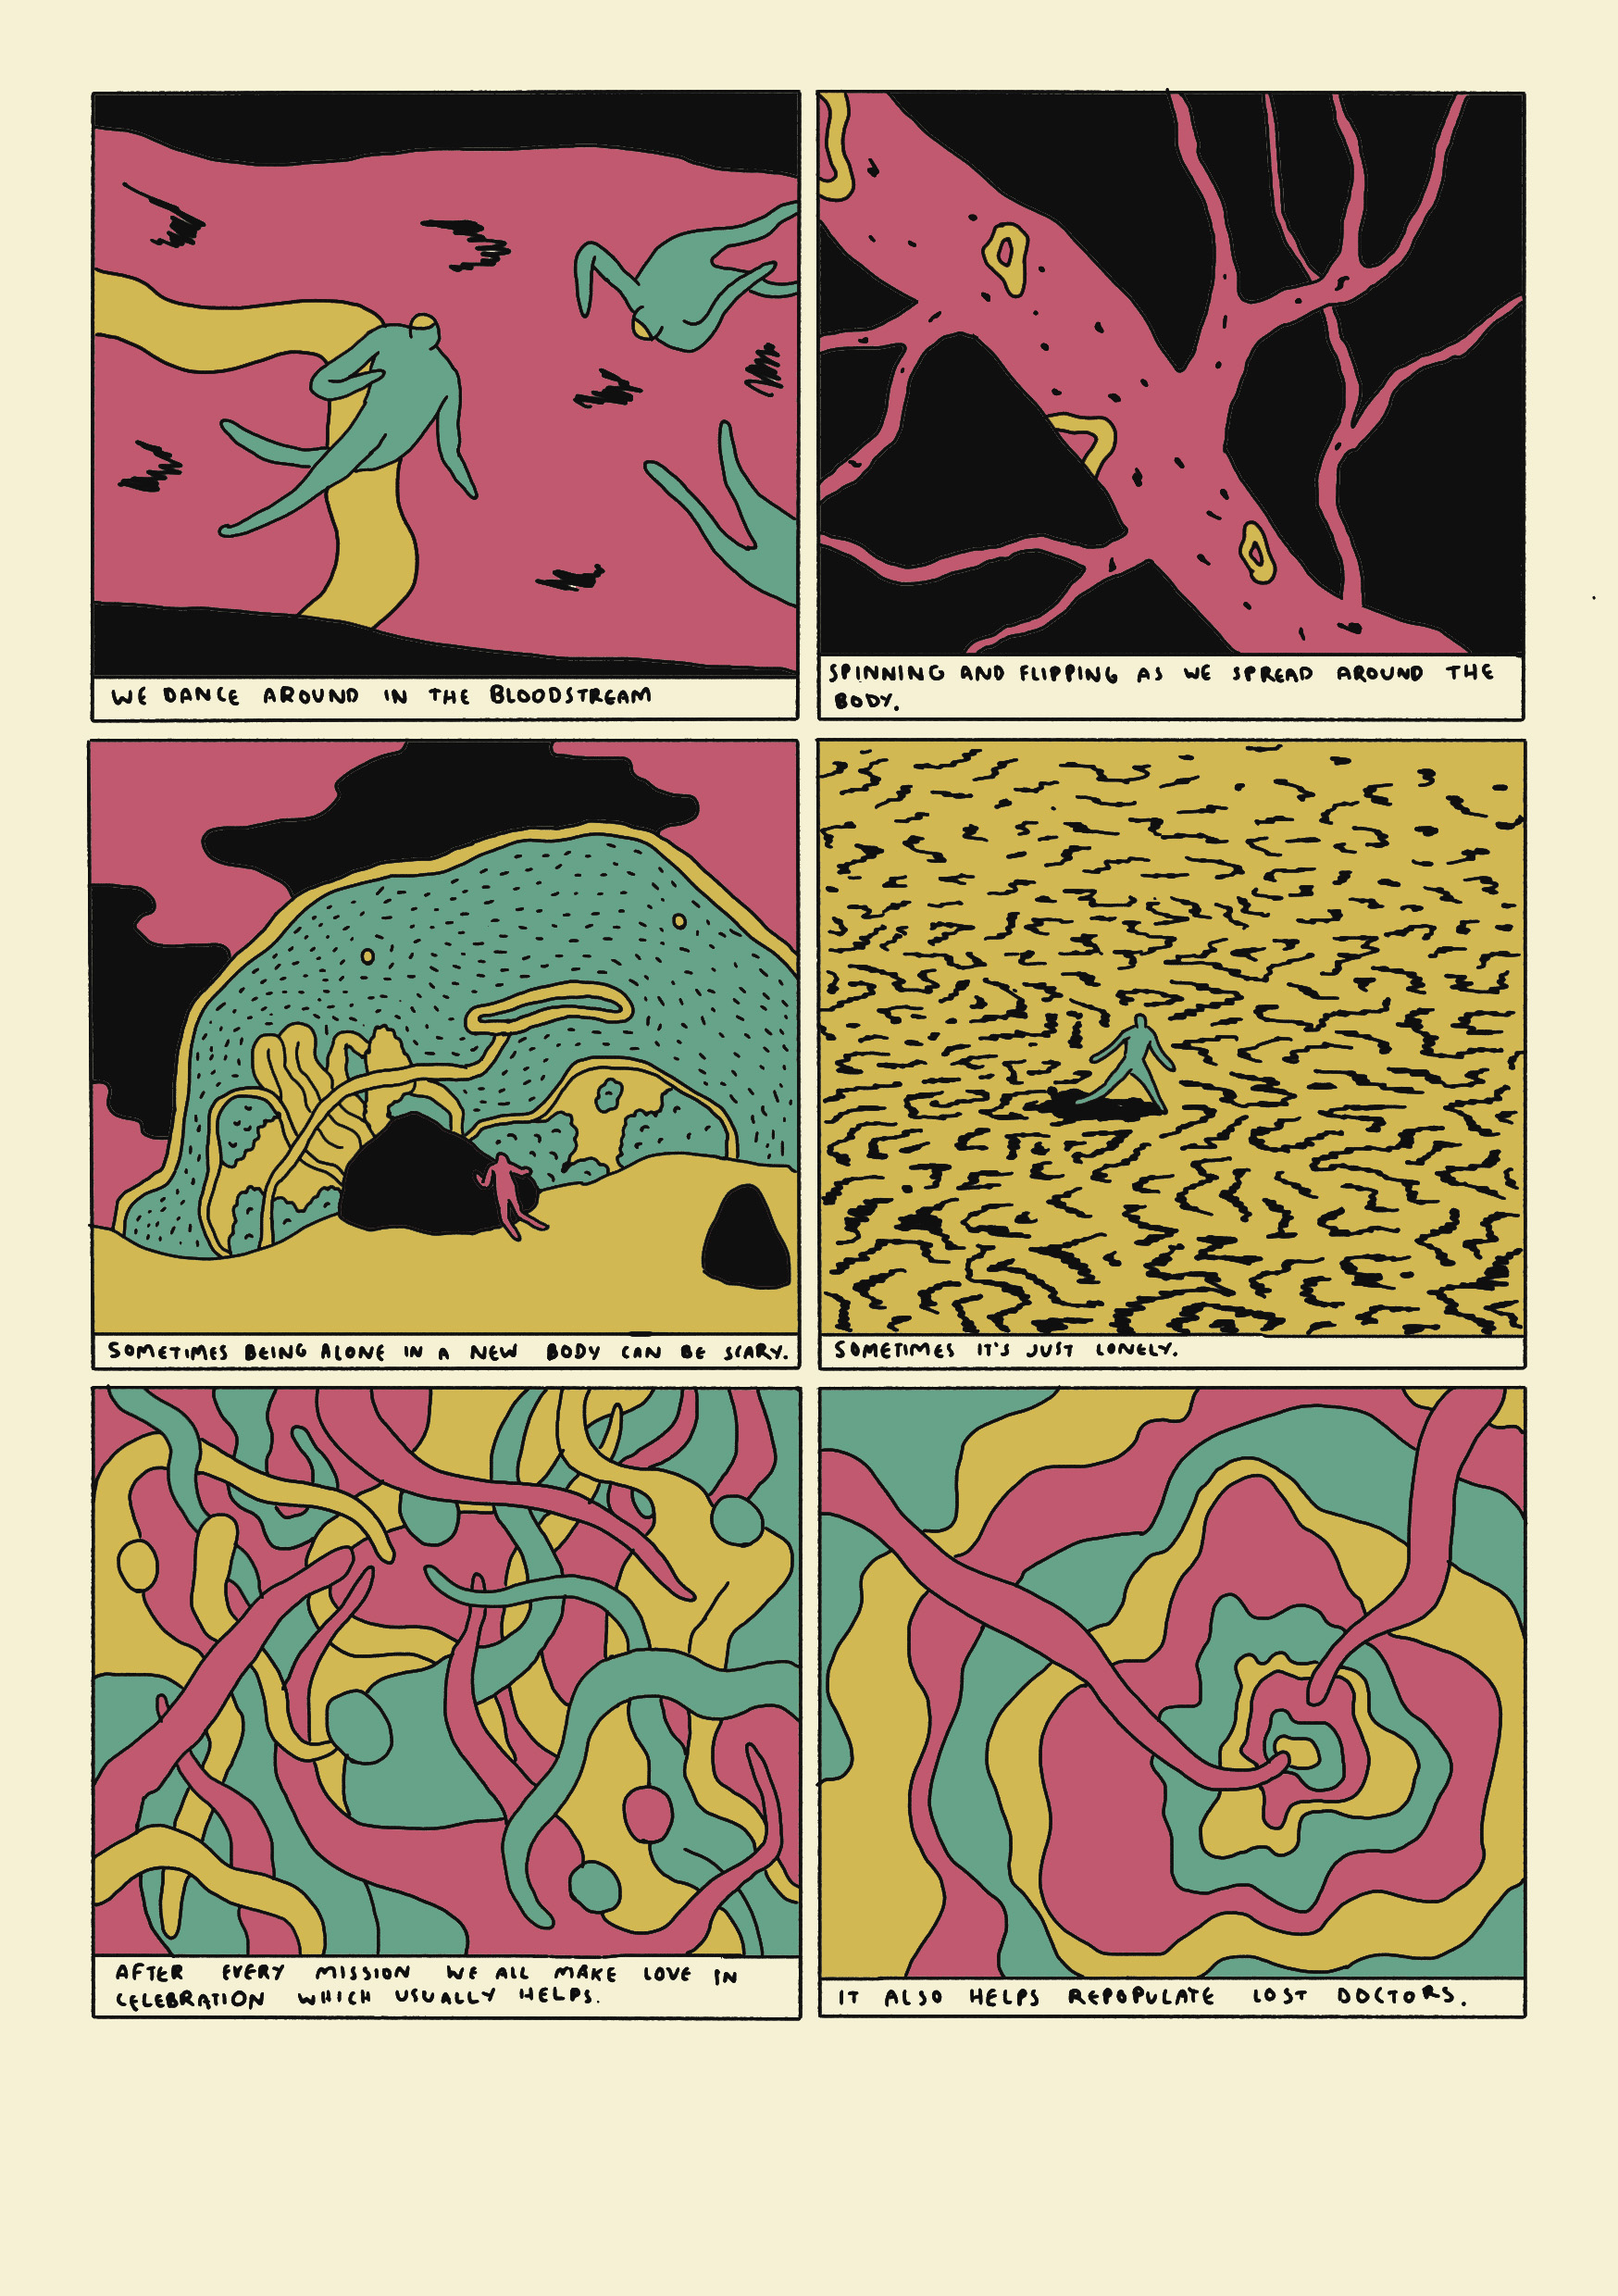 WE DANCE AROUND IN THE BLOODSTREAM
SPINNING AND FLIPPING AS WE SPREAD AROUND THE
BODY.
SOMETIMES BEING ALONE IN A NEW BODY CAN BE SCARY.
SOMETIMES IT'S JUST LONELY.
AFTER EVERY MISSION WE ALL MAKE LOVE IN
CELEBRATION WHICH USUALLY HELPS.
IT ALSO HELPS REPOPULATE LOST DOCTORS.